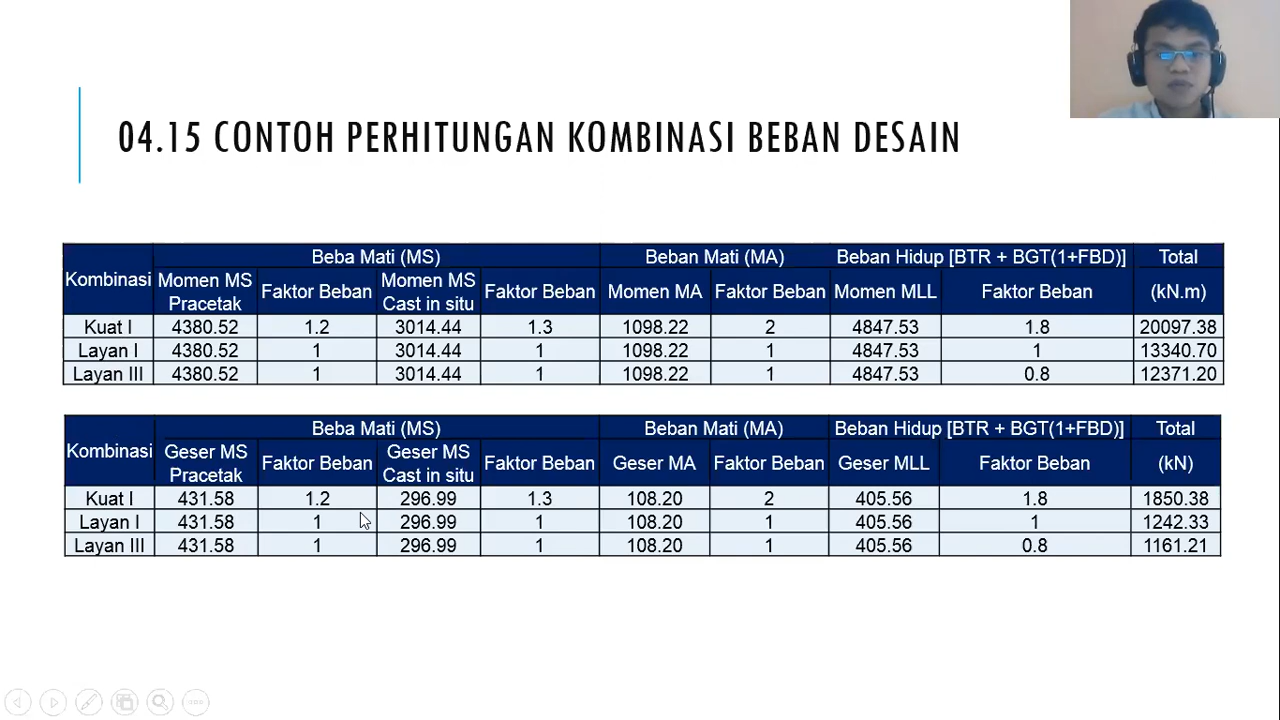 04.15 CONTOH PERHITUNGAN KOMBINASI BEBAN DESAIN
Kombinasi Beba Mati (MS) Beban Mati (MA) Beban Hidup [BTR + BGT(1+FBD)] Total
Momen MS Pracetak Faktor Beban Momen MS Cast in situ Faktor Beban Momen MA Faktor Beban Momen MLL Faktor Beban (kN.m)
Kuat I 4380.52 1.2 3014.44 1.3 1098.22 2 4847.53 1.8 20097.38
Layan I 4380.52 1 3014.44 1 1098.22 1 4847.53 1 13340.70
Layan III 4380.52 1 3014.44 1 1098.22 1 4847.53 0.8 12371.20
Kombinasi Beba Mati (MS) Beban Mati (MA) Beban Hidup [BTR + BGT(1+FBD)] Total
Geser MS Pracetak Faktor Beban Geser MS Cast in situ Faktor Beban Geser MA Faktor Beban Geser MLL Faktor Beban (kN)
Kuat I 431.58 1.2 296.99 1.3 108.20 2 405.56 1.8 1850.38
Layan I 431.58 1 296.99 1 108.20 1 405.56 1 1242.33
Layan III 431.58 1 296.99 1 108.20 1 405.56 0.8 1161.21